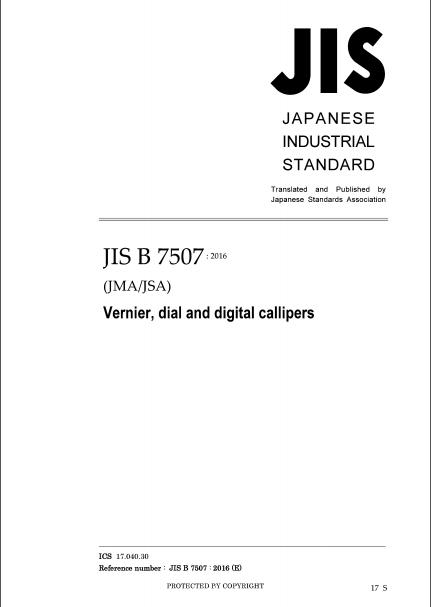 JIS
JAPANESE
INDUSTRIAL
STANDARD
Translated and Published by
Japanese Standards Association
JIS B 7507 : 2016
(JMA/JSA)
Vernier, dial and digital callipers
ICS 17.040.30
Reference number : JIS B 7507 : 2016 (E)
PROTECTED BY COPYRIGHT
17 S